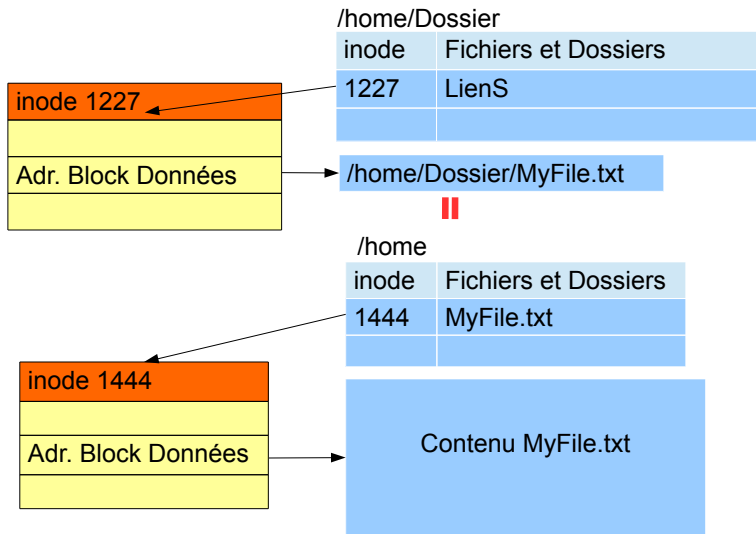 /home/Dossier
inode Fichiers et Dossiers
1227 LienS
inode 1227
Adr. Block Données
/home/Dossier/MyFile.txt
/home
inode Fichiers et Dossiers
1444 MyFile.txt
inode 1444
Adr. Block Données
Contenu MyFile.txt